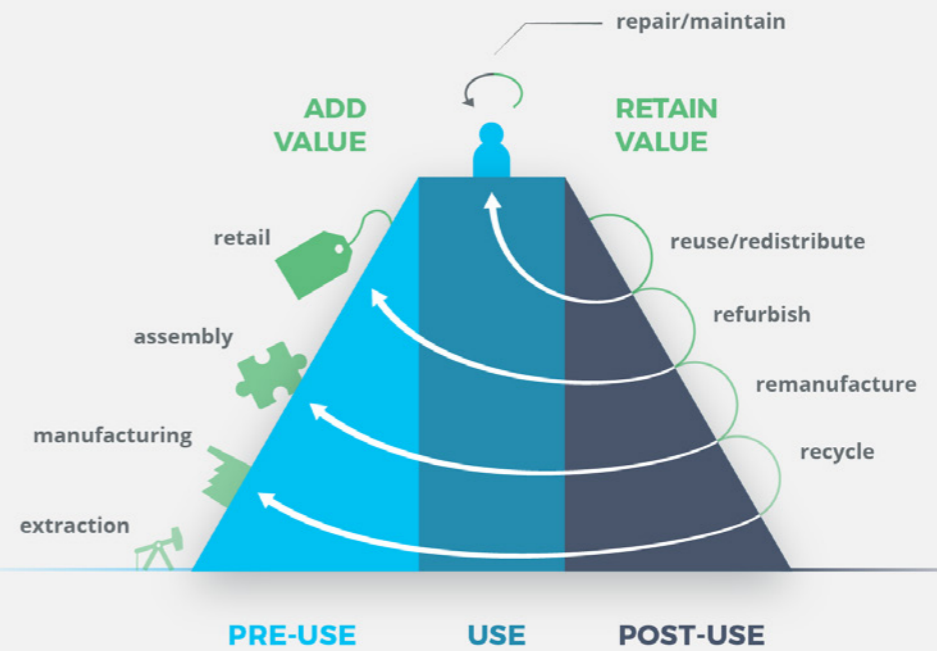 repair/maintain
ADD
VALUE
RETAIN
VALUE
retail
reuse/redistribute
refurbish
assembly
remanufacture
manufacturing
recycle
extraction
PRE-USE
USE
POST-USE